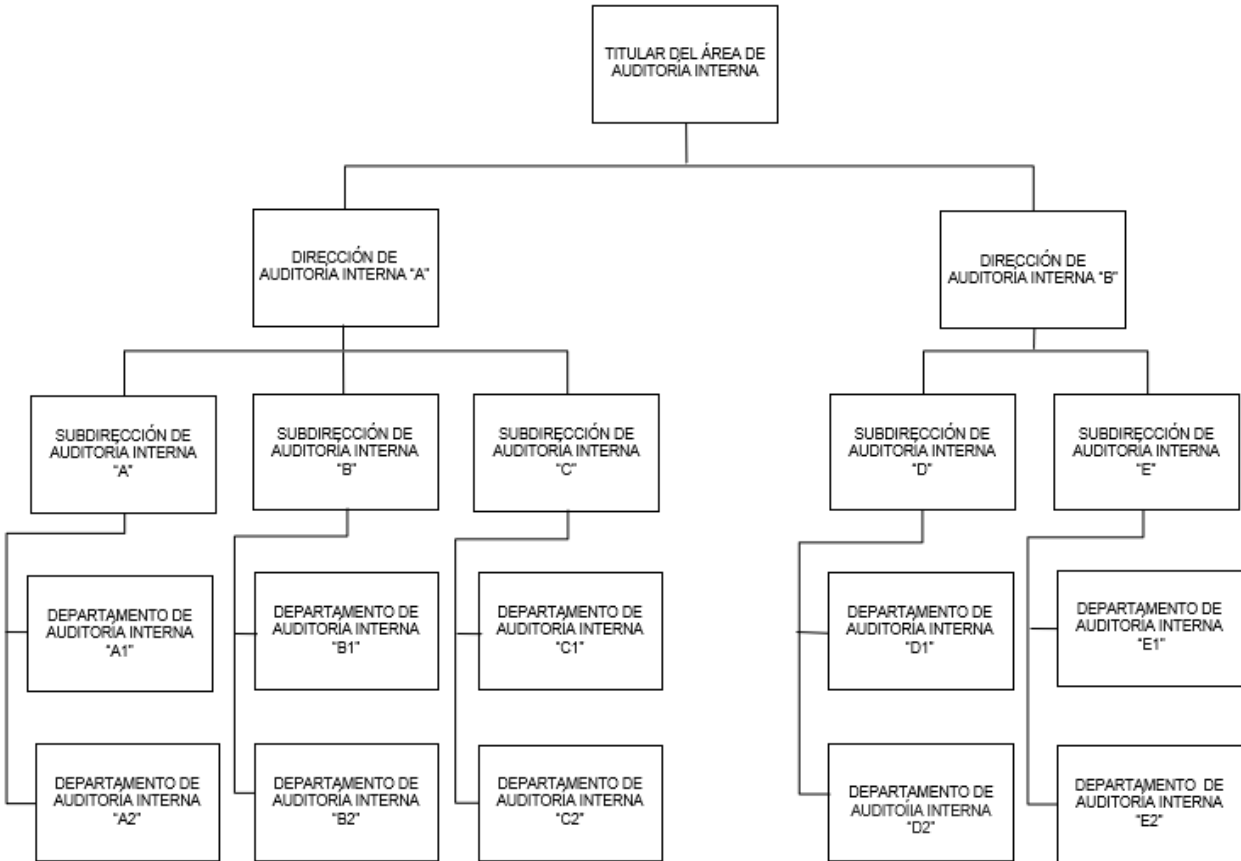 TITULAR DEL ÁREA DE
AUDITORÍA INTERNA
DIRECCIÓN DE
AUDITORÍA INTERNA "A"
DIRECCIÓN DE
AUDITORÍA INTERNA "B"
SUBDIRECCIÓN DE
AUDITORÍA INTERNA
"A"
SUBDIRECCIÓN DE
AUDITORÍA INTERNA
"B"
SUBDIRECCIÓN DE
AUDITORÍA INTERNA
"C"
SUBDIRECCIÓN DE
AUDITORÍA INTERNA
"D"
SUBDIRECCIÓN DE
AUDITORÍA INTERNA
"E"
DEPARTAMENTO DE
AUDITORÍA INTERNA
"A1"
DEPARTAMENTO DE
AUDITORÍA INTERNA
"B1"
DEPARTAMENTO DE
AUDITORÍA INTERNA
"C1"
DEPARTAMENTO DE
AUDITORÍA INTERNA
"D1"
DEPARTAMENTO DE
AUDITORÍA INTERNA
"E1"
DEPARTAMENTO DE
AUDITORÍA INTERNA
"A2"
DEPARTAMENTO DE
AUDITORÍA INTERNA
"B2"
DEPARTAMENTO DE
AUDITORÍA INTERNA
"C2"
DEPARTAMENTO DE
AUDITOÍIA INTERNA
"D2"
DEPARTAMENTO DE
AUDITORÍA INTERNA
"E2"